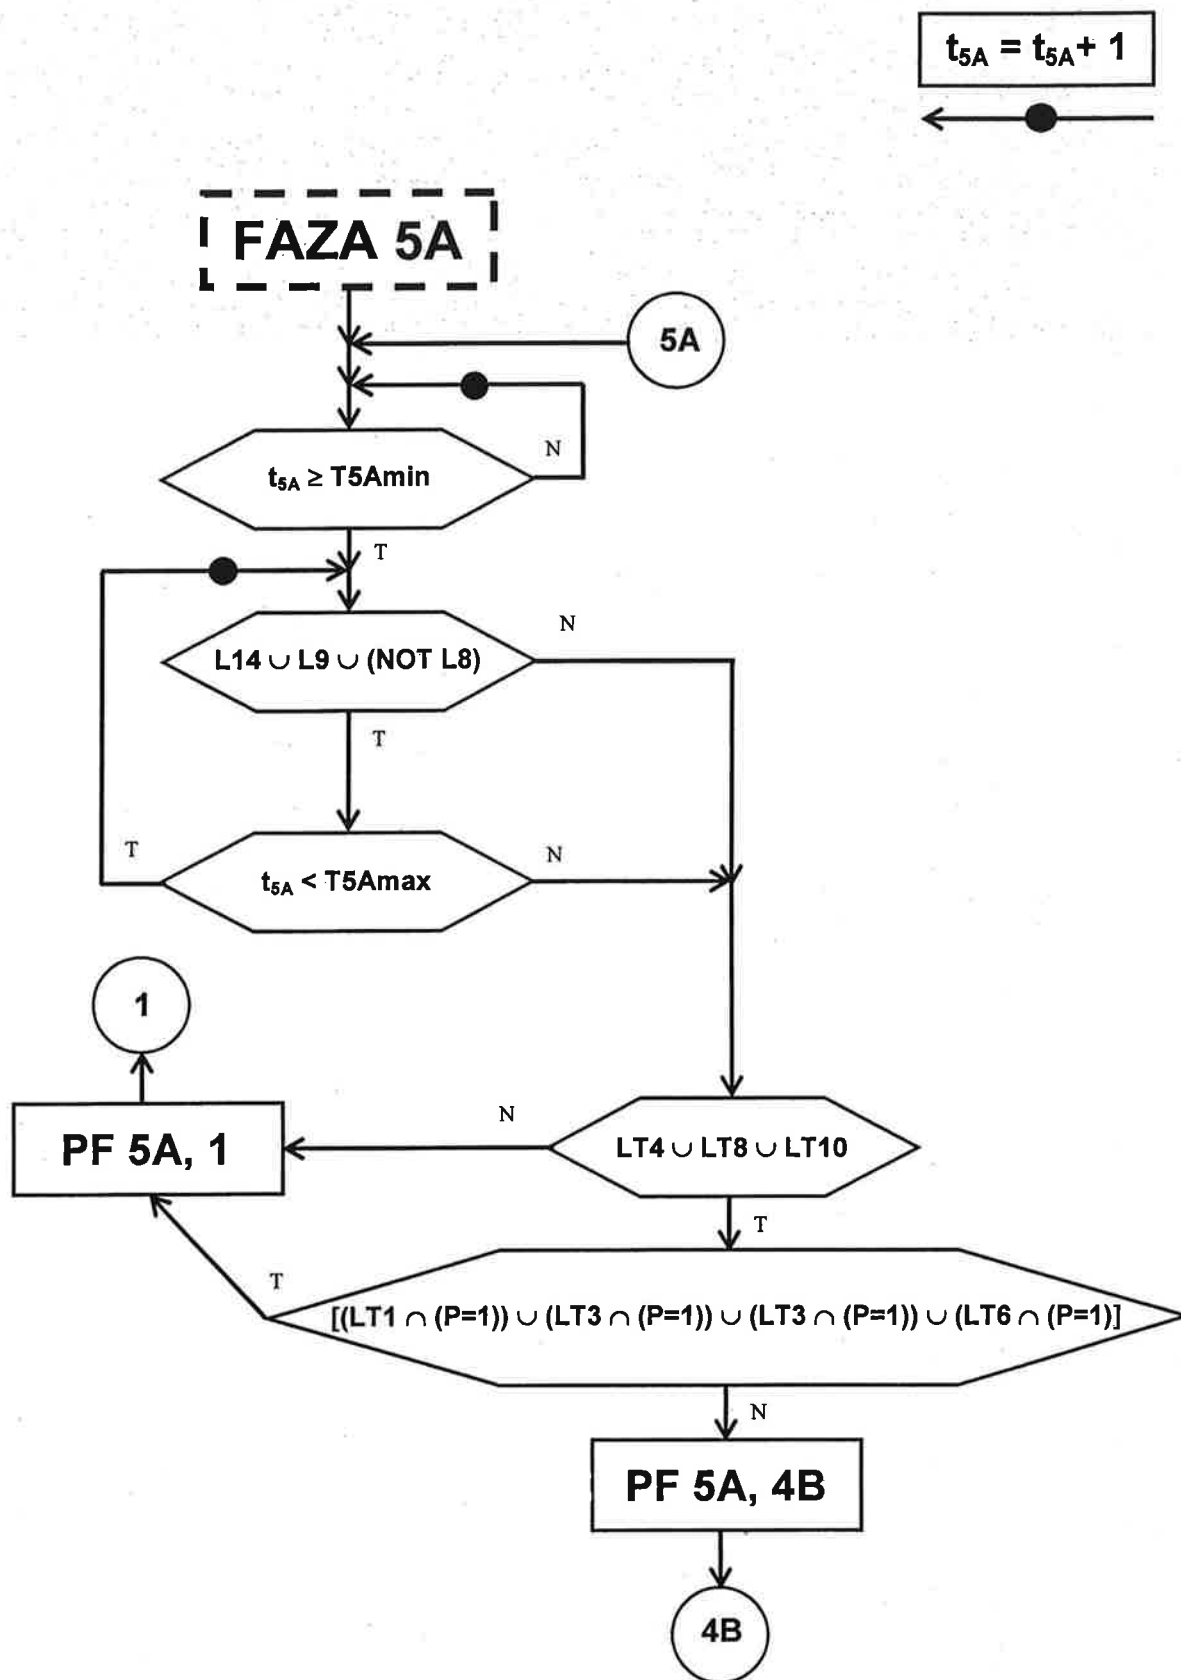 t5A = t5A+ 1
FAZA 5A
5A
N
t5A ≥ T5Amin
T
N
L14 ∪ L9 ∪ (NOT L8)
T
T
N
t5A < T5Amax
1
N
PF 5A, 1
LT4 ∪ LT8 ∪ LT10
T
T
[(LT1 ∩ (P=1)) ∪ (LT3 ∩ (P=1)) ∪ (LT3 ∩ (P=1)) ∪ (LT6 ∩ (P=1)]
N
PF 5A, 4B
4B